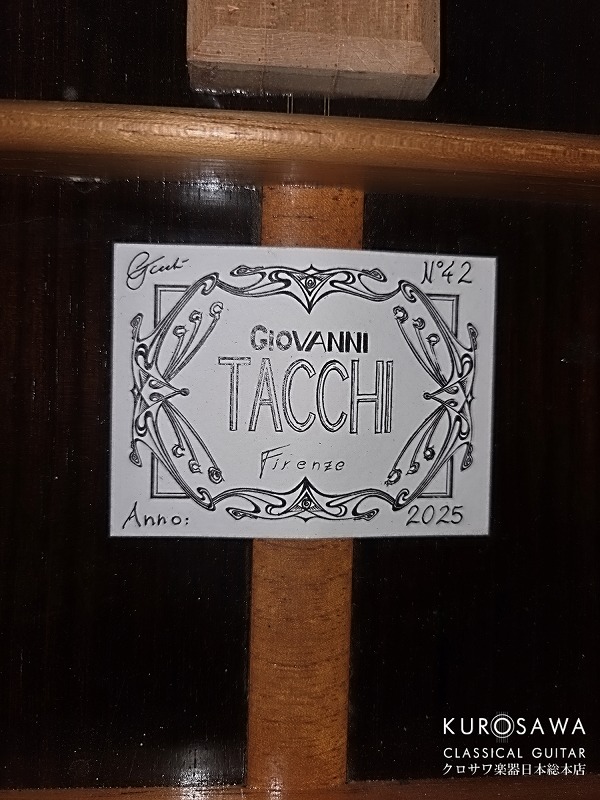 GTacchi
N°42
GIOVANNI
TACCHI
Firenze
Anno:
2025
KUROSAWA
CLASSICAL GUITAR
クロサワ楽器日本総本店